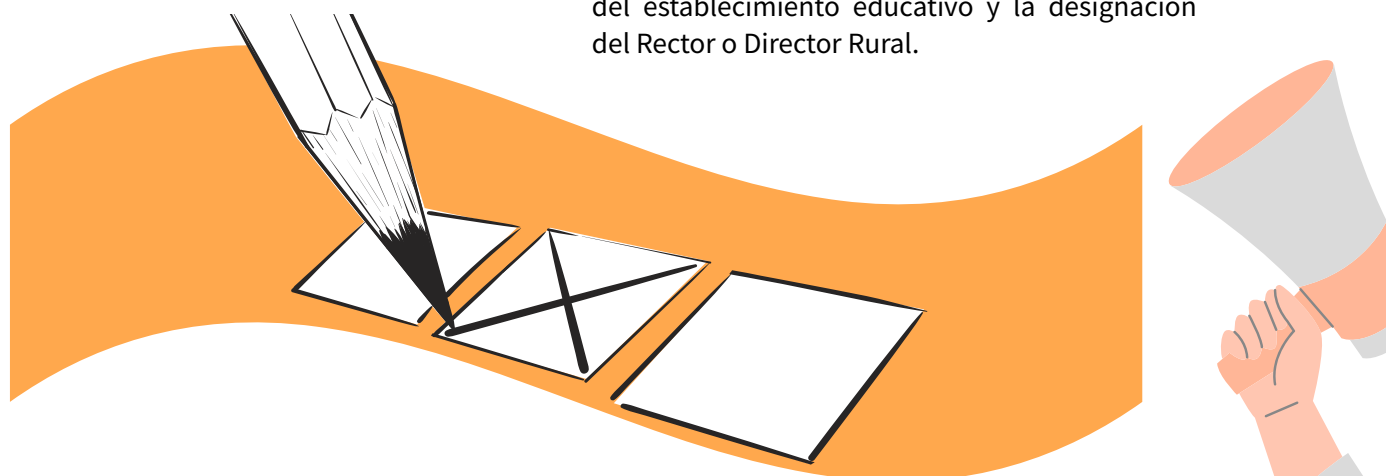 del establecimiento educativo y la designación
del Rector o Director Rural.